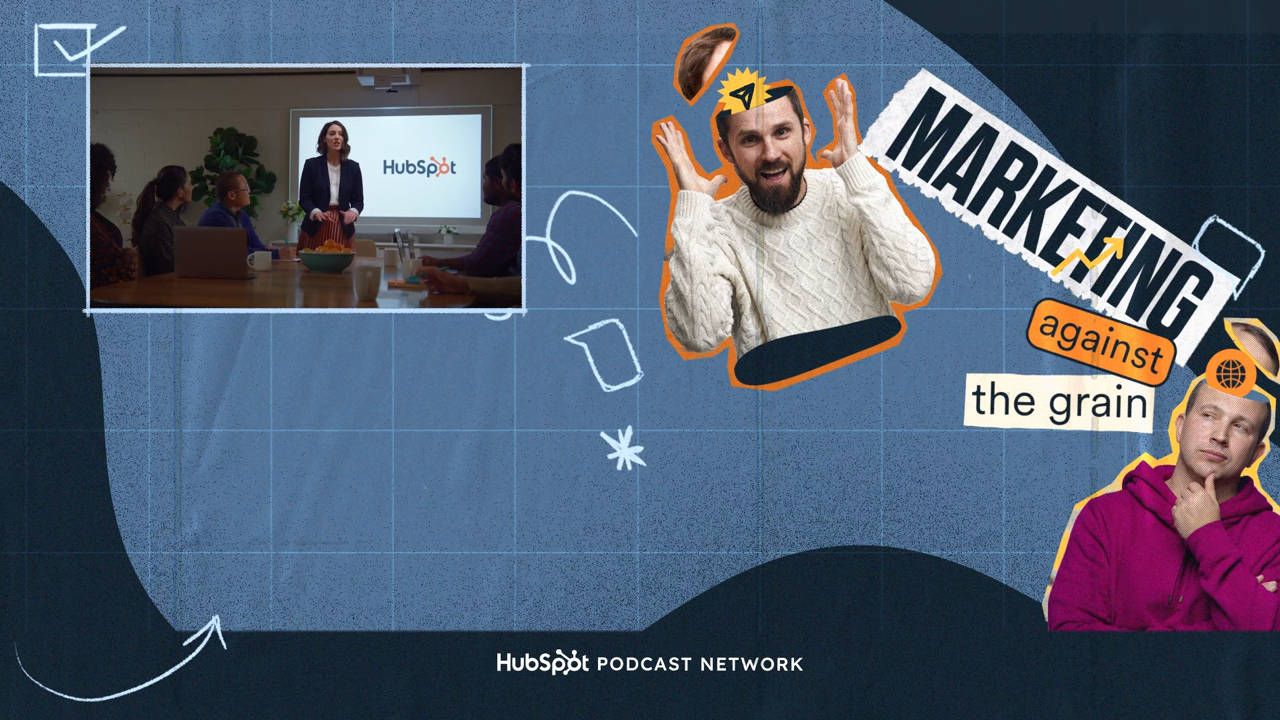 HubSpot
MARKETING
against
the grain
HubSpot PODCAST NETWORK